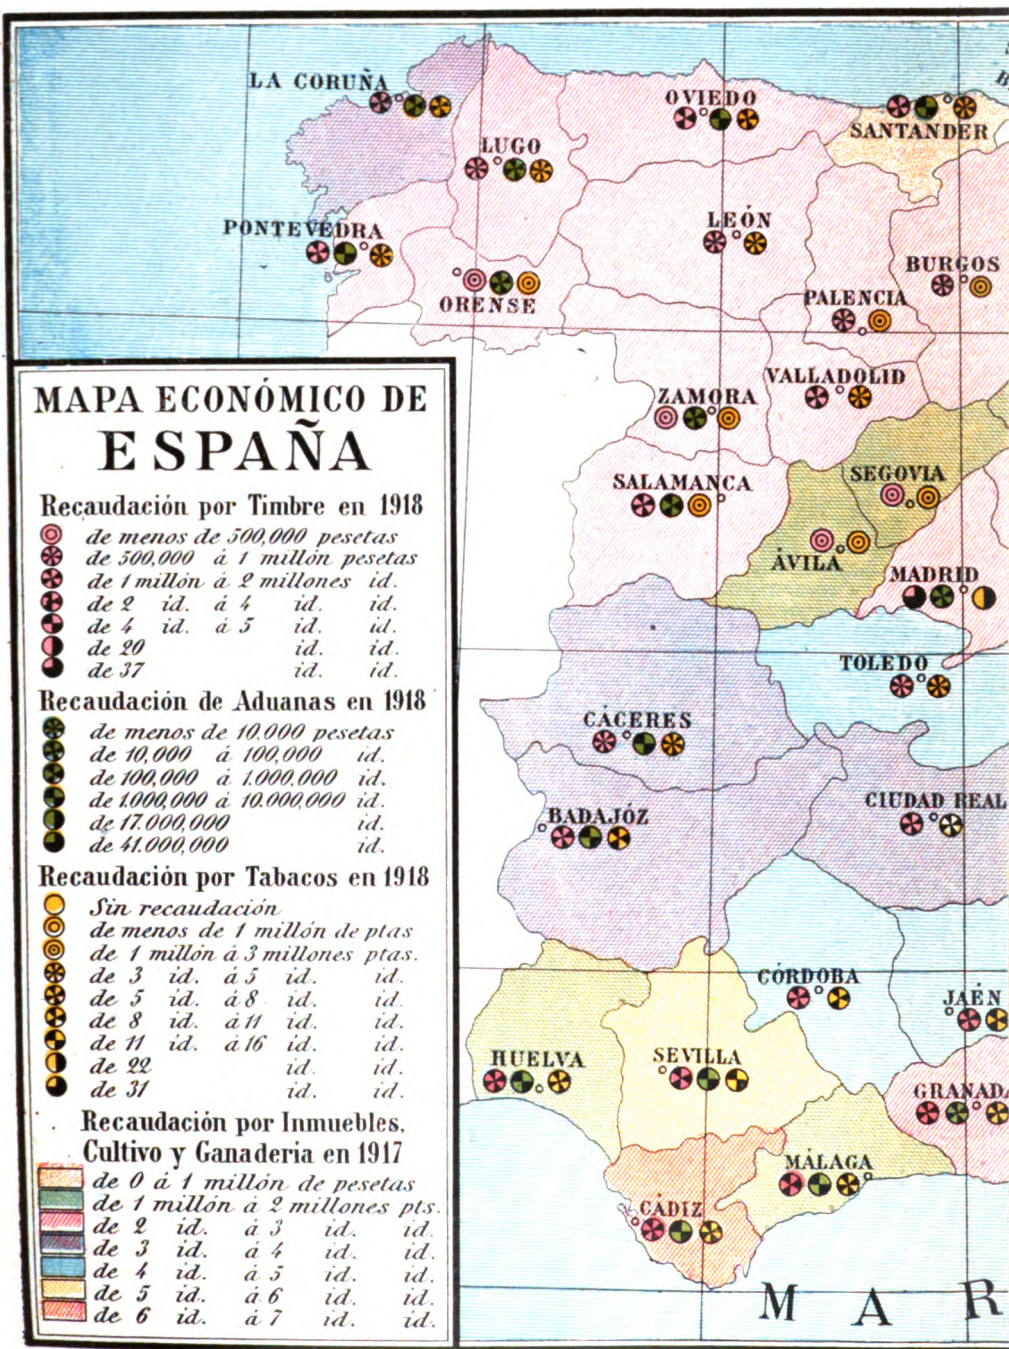 LA CORUÑA
OVIEDO
SANTANDER
LUGO
PONTEVEDRA
LEÓN
BURGOS
ORENSE
PALENCIA
VALLADOLID
ZAMORA
SEGOVIA
SALAMANCA
ÁVILA
MADRID
TOLEDO
CÁCERES
CIUDAD REAL
BADAJÓZ
CÓRDOBA
JAÉN
HUELVA
SEVILLA
GRANADA
MÁLAGA
CÁDIZ
M A R
MAPA ECONÓMICO DE
ESPAÑA
Recaudación por Timbre en 1918
de menos de 500,000 pesetas
de 500,000 á 1 millón pesetas
de 1 millón á 2 millones id.
de 2 id. á 4 id. id.
de 4 id. á 5 id. id.
de 20 id. id.
de 37 id. id.
Recaudación de Aduanas en 1918
de menos de 10,000 pesetas
de 10,000 á 100,000 id.
de 100,000 á 1.000,000 id.
de 1.000,000 á 10.000,000 id.
de 17.000,000 id.
de 41.000,000 id.
Recaudación por Tabacos en 1918
Sin recaudación
de menos de 1 millón de ptas
de 1 millón á 3 millones ptas.
de 3 id. á 5 id. id.
de 5 id. á 8 id. id.
de 8 id. á 11 id. id.
de 11 id. á 16 id. id.
de 22 id. id.
de 31 id. id.
Recaudación por Inmuebles,
Cultivo y Ganaderia en 1917
de 0 á 1 millón de pesetas
de 1 millón á 2 millones pts.
de 2 id. á 3 id. id.
de 3 id. á 4 id. id.
de 4 id. á 5 id. id.
de 5 id. á 6 id. id.
de 6 id. á 7 id. id.